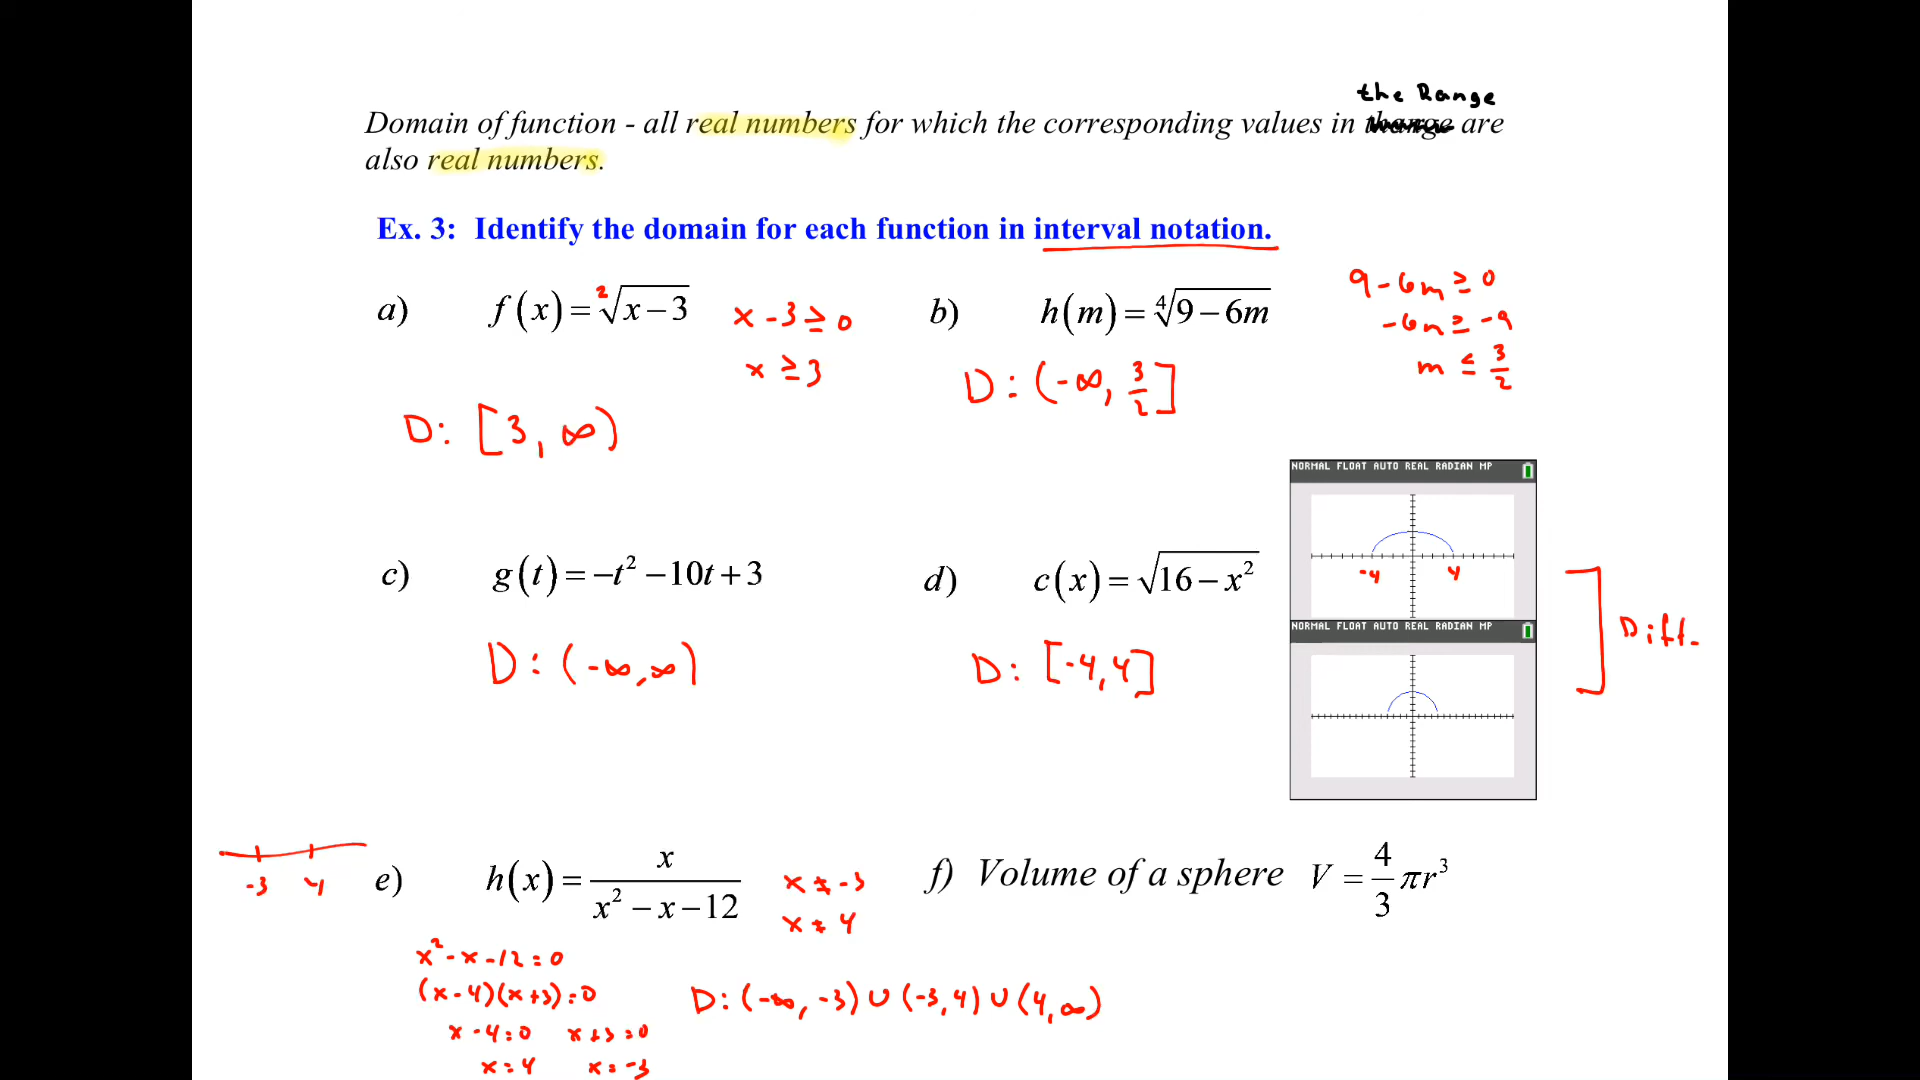 the Range
Domain of function - all real numbers for which the corresponding values in are
also real numbers.
Ex. 3: Identify the domain for each function in interval notation.
a) f(x) = ²√(x − 3)
x - 3 ≥ 0
x ≥ 3
D: [3, ∞)
b) h(m) = ⁴√(9 − 6m)
9 - 6m ≥ 0
-6m ≥ -9
m ≤ 3/2
D: (-∞, 3/2]
c) g(t) = −t² − 10t + 3
D: (-∞, ∞)
d) c(x) = √(16 − x²)
D: [-4, 4]
NORMAL FLOAT AUTO REAL RADIAN MP
-4 4
NORMAL FLOAT AUTO REAL RADIAN MP
Diff.
-3 4
e) h(x) = x/(x² − x − 12)
x ≠ -3
x ≠ 4
x² - x - 12 = 0
(x - 4)(x + 3) = 0
x - 4 = 0 x + 3 = 0
x = 4 x = -3
D: (-∞, -3) ∪ (-3, 4) ∪ (4, ∞)
f) Volume of a sphere V = 4/3 πr³